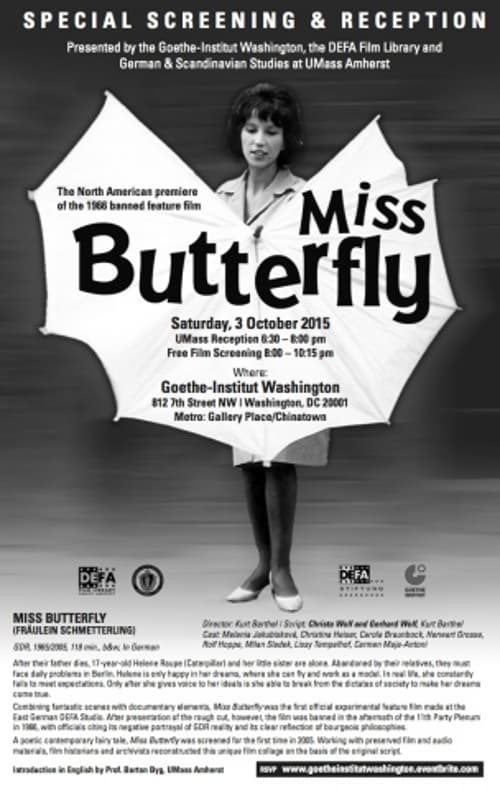 SPECIAL SCREENING & RECEPTION
Presented by the Goethe-Institut Washington, the DEFA Film Library and
German & Scandinavian Studies at UMass Amherst
The North American premiere
of the 1966 banned feature film
Miss
Butterfly
Saturday, 3 October 2015
UMass Reception 6:30 – 8:00 pm
Free Film Screening 8:00 – 10:15 pm
Where:
Goethe-Institut Washington
812 7th Street NW | Washington, DC 20001
Metro: Gallery Place/Chinatown
DEFA
DEFA
STIFTUNG
GOETHE
INSTITUT
MISS BUTTERFLY
(FRÄULEIN SCHMETTERLING)
GDR, 1965/2005, 118 min., b&w, In German
Director: Kurt Barthel | Script: Christa Wolf and Gerhard Wolf, Kurt Barthel
Cast: Melania Jakubisková, Christina Heiser, Carola Braunbock, Herwart Grosse,
Rolf Hoppe, Milan Sladek, Lissy Tempelhof, Carmen Maja-Antoni
After their father dies, 17-year-old Helene Raupe (Caterpillar) and her little sister are alone. Abandoned by their relatives, they must
face daily problems in Berlin. Helene is only happy in her dreams, where she can fly and work as a model. In real life, she constantly
fails to meet expectations. Only after she gives voice to her ideals is she able to break from the dictates of society to make her dreams
come true.
Combining fantastic scenes with documentary elements, Miss Butterfly was the first official experimental feature film made at the
East German DEFA Studio. After presentation of the rough cut, however, the film was banned in the aftermath of the 11th Party Plenum
in 1966, with officials citing its negative portrayal of GDR reality and its clear reflection of bourgeois philosophies.
A poetic contemporary fairy tale, Miss Butterfly was screened for the first time in 2005. Working with preserved film and audio
materials, film historians and archivists reconstructed this unique film collage on the basis of the original script.
Introduction in English by Prof. Barton Byg, UMass Amherst
RSVP www.goetheinstitutwashington.eventbrite.com